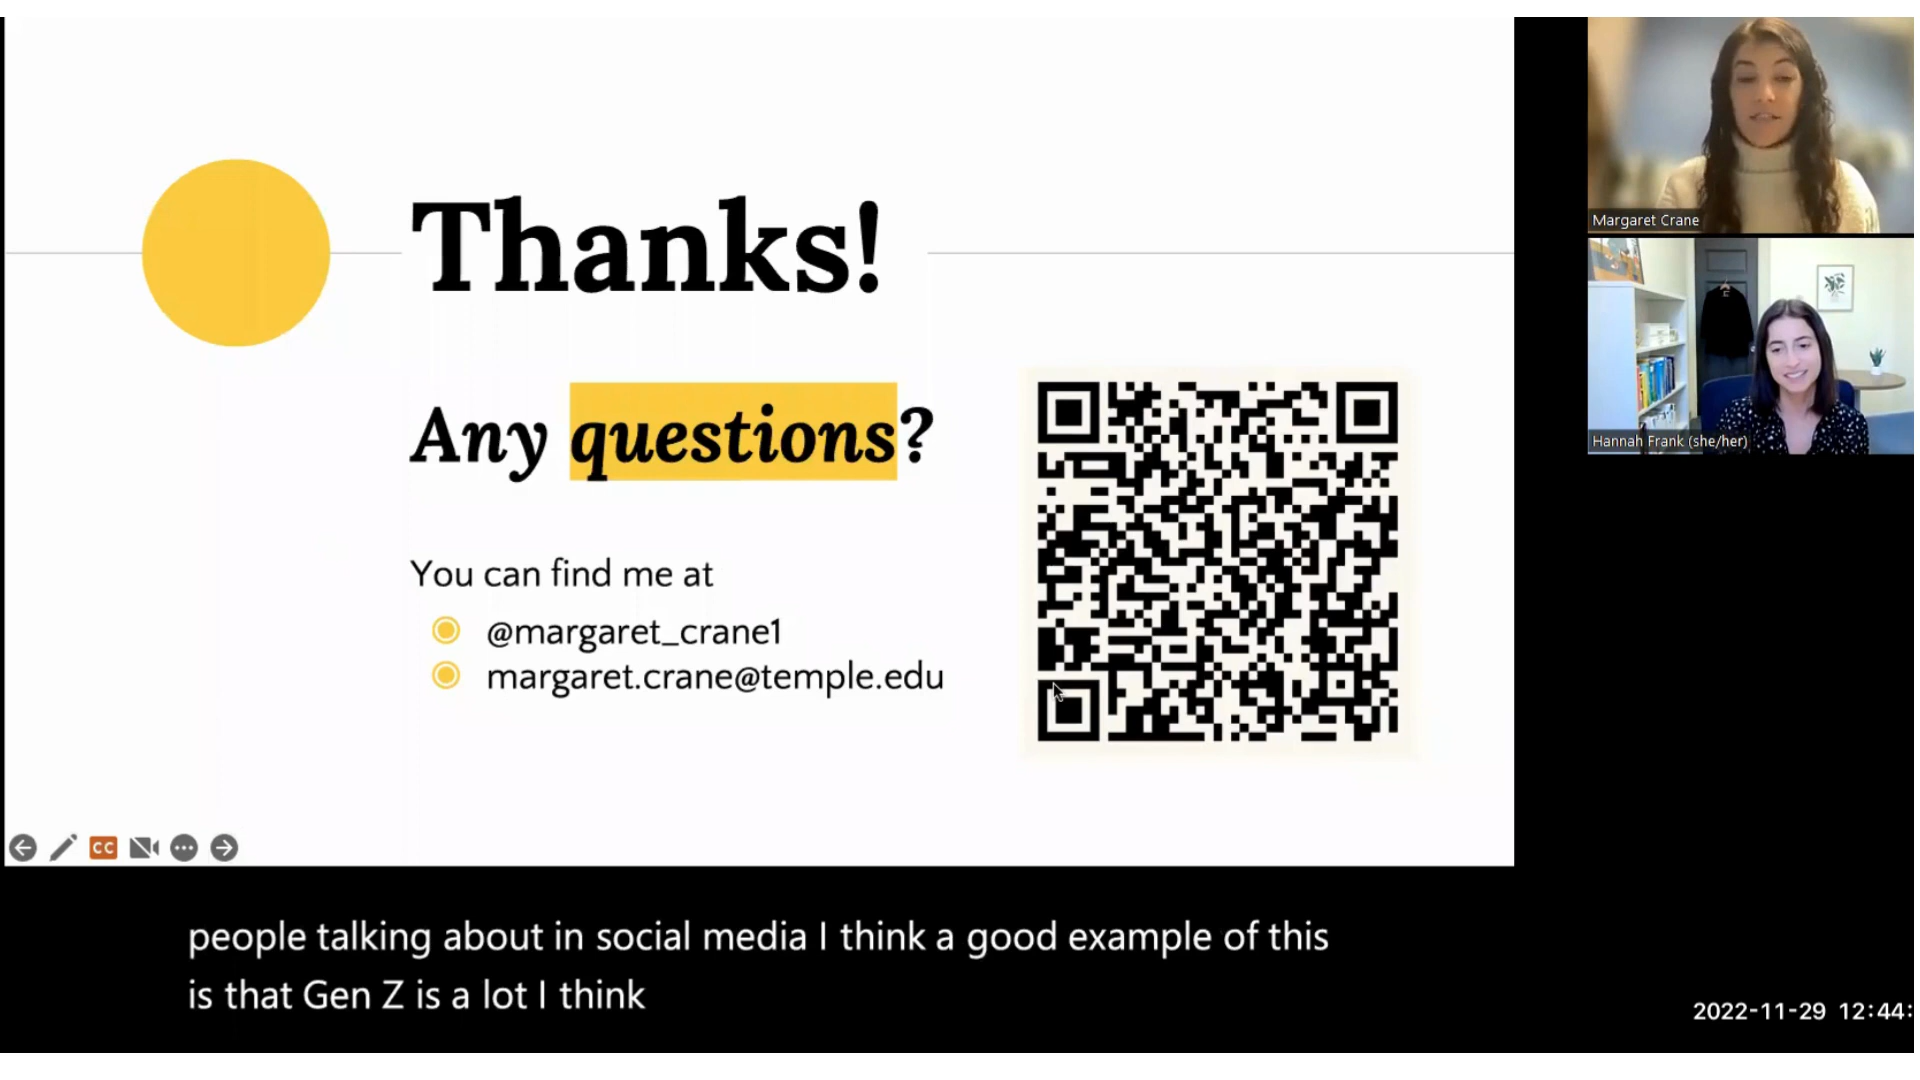 Thanks!
Any questions?
You can find me at
@margaret_crane1
margaret.crane@temple.edu
CC
Margaret Crane
Hannah Frank (she/her)
people talking about in social media I think a good example of this
is that Gen Z is a lot I think
2022-11-29 12:44: